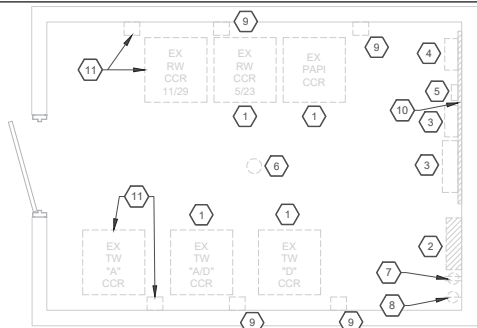 9
9
4
11
EX
RW
CCR
11/29
EX
RW
CCR
5/23
EX
PAPI
CCR
5
10
1
1
3
3
6
11
1
1
2
EX
TW
"A"
CCR
EX
TW
"A/D"
CCR
EX
TW
"D"
CCR
7
8
9
9